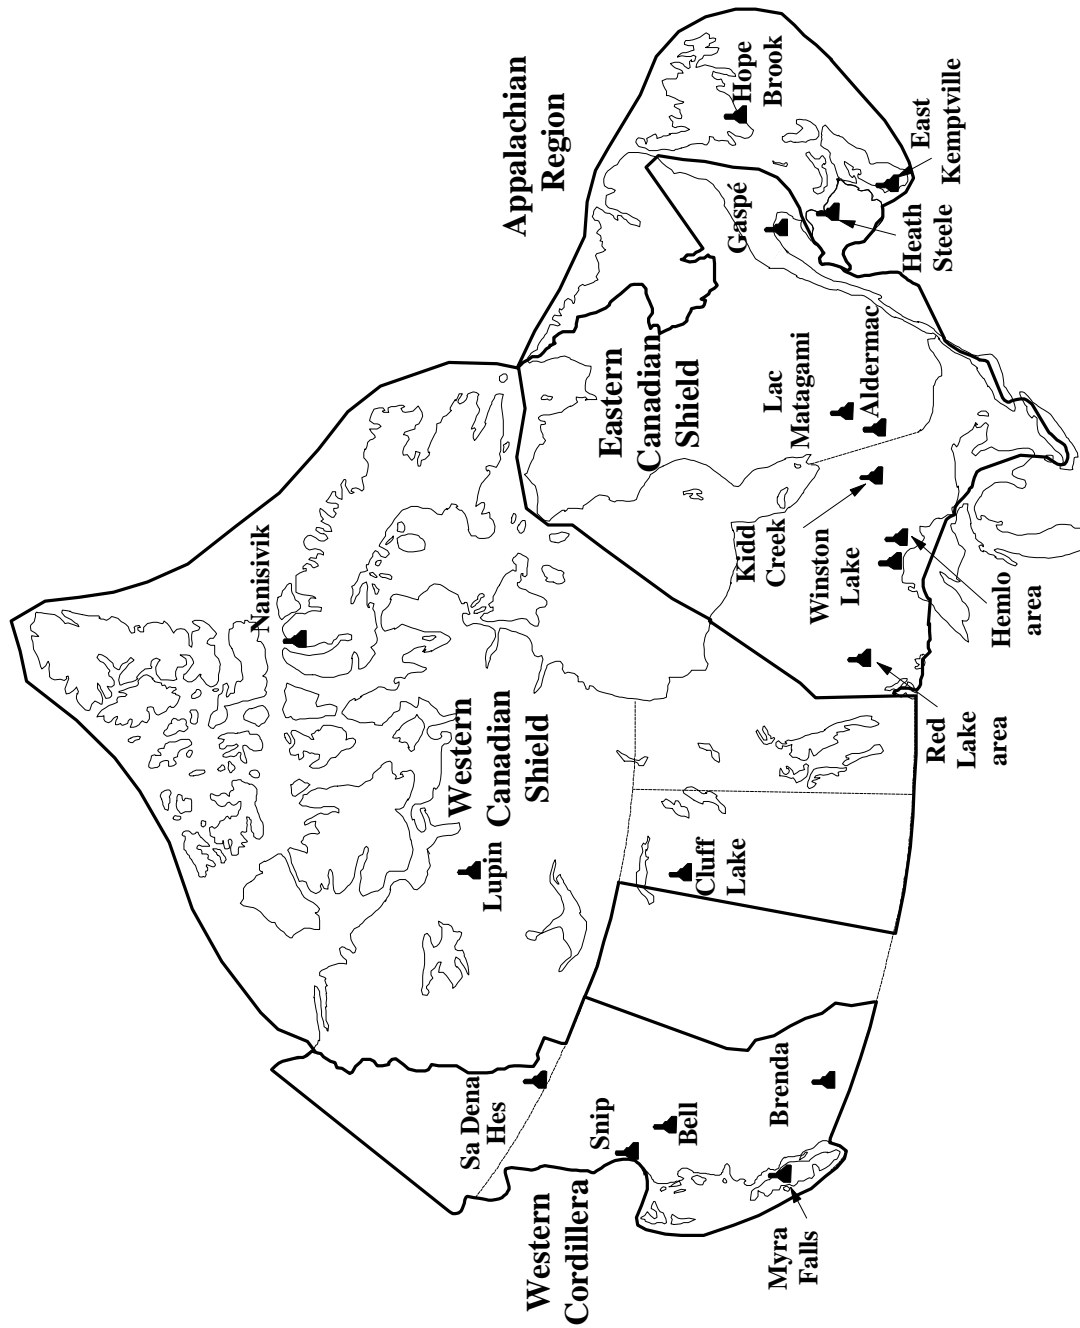 Appalachian
Region
Hope
Brook
East
Kemptville
Gaspé
Heath
Steele
Eastern
Canadian
Shield
Lac
Matagami
Aldermac
Kidd
Creek
Winston
Lake
Hemlo
area
Red
Lake
area
Nanisivik
Western
Canadian
Shield
Lupin
Cluff
Lake
Sa Dena
Hes
Snip
Bell
Brenda
Western
Cordillera
Myra
Falls